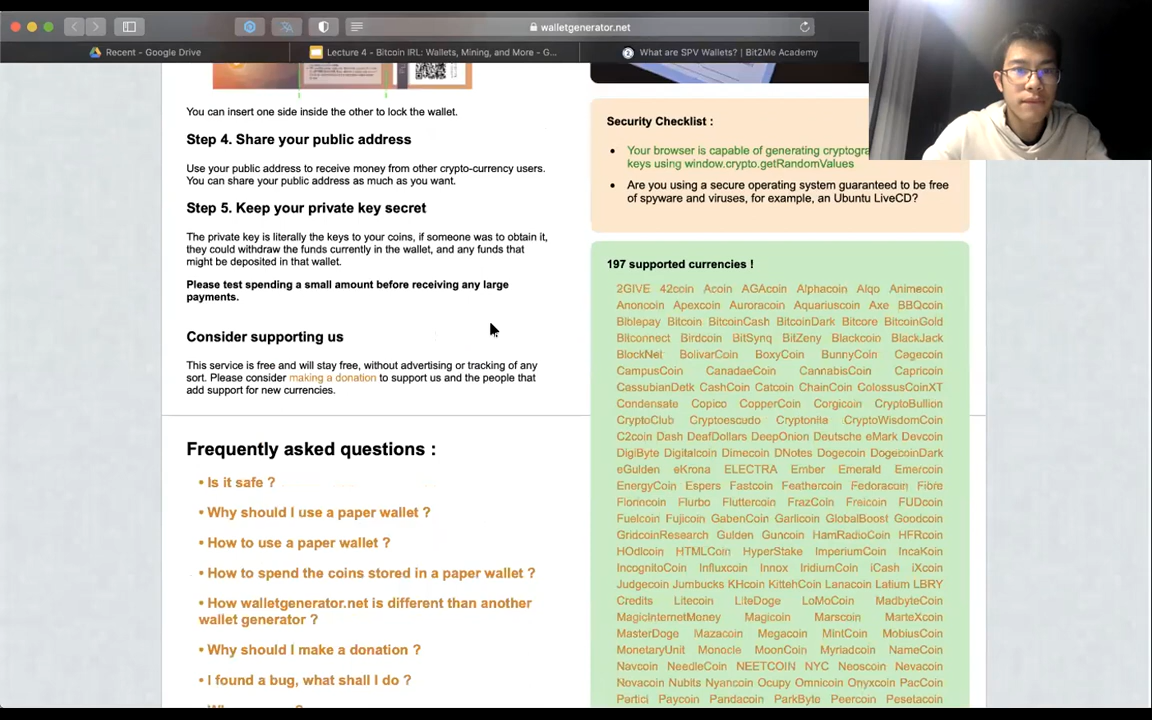 walletgenerator.net
Recent - Google Drive
Lecture 4 - Bitcoin IRL: Wallets, Mining, and More - G...
What are SPV Wallets? | Bit2Me Academy
You can insert one side inside the other to lock the wallet.
Step 4. Share your public address
Use your public address to receive money from other crypto-currency users.
You can share your public address as much as you want.
Step 5. Keep your private key secret
The private key is literally the keys to your coins, if someone was to obtain it,
they could withdraw the funds currently in the wallet, and any funds that
might be deposited in that wallet.
Please test spending a small amount before receiving any large
payments.
Consider supporting us
This service is free and will stay free, without advertising or tracking of any
sort. Please consider making a donation to support us and the people that
add support for new currencies.
Frequently asked questions :
• Is it safe ?
• Why should I use a paper wallet ?
• How to use a paper wallet ?
• How to spend the coins stored in a paper wallet ?
• How walletgenerator.net is different than another
wallet generator ?
• Why should I make a donation ?
• I found a bug, what shall I do ?
Security Checklist :
• Your browser is capable of generating cryptogra
keys using window.crypto.getRandomValues
• Are you using a secure operating system guaranteed to be free
of spyware and viruses, for example, an Ubuntu LiveCD?
197 supported currencies !
2GIVE 42coin Acoin AGAcoin Alphacoin Alqo Animecoin
Anoncoin Apexcoin Auroracoin Aquariuscoin Axe BBQcoin
Biblepay Bitcoin BitcoinCash BitcoinDark Bitcore BitcoinGold
Bitconnect Birdcoin BitSynq BitZeny Blackcoin BlackJack
BlockNet BolivarCoin BoxyCoin BunnyCoin Cagecoin
CampusCoin CanadaeCoin CannabisCoin Capricoin
CassubianDetk CashCoin Catcoin ChainCoin ColossusCoinXT
Condensate Copico CopperCoin Corgicoin CryptoBullion
CryptoClub Cryptoescudo Cryptonite CryptoWisdomCoin
C2coin Dash DeafDollars DeepOnion Deutsche eMark Devcoin
DigiByte Digitalcoin Dimecoin DNotes Dogecoin DogecoinDark
eGulden eKrona ELECTRA Ember Emerald Emercoin
EnergyCoin Espers Fastcoin Feathercoin Fedoracoin Fibre
Florincoin Flurbo Fluttercoin FrazCoin Freicoin FUDcoin
Fuelcoin Fujicoin GabenCoin Garlicoin GlobalBoost Goodcoin
GridcoinResearch Gulden Guncoin HamRadioCoin HFRcoin
HOdlcoin HTMLCoin HyperStake ImperiumCoin IncaKoin
IncognitoCoin Influxcoin Innox IridiumCoin iCash iXcoin
Judgecoin Jumbucks KHcoin KittehCoin Lanacoin Latium LBRY
Credits Litecoin LiteDoge LoMoCoin MadbyteCoin
MagicInternetMoney Magicoin Marscoin MarteXcoin
MasterDoge Mazacoin Megacoin MintCoin MobiusCoin
MonetaryUnit Monocle MoonCoin Myriadcoin NameCoin
Navcoin NeedleCoin NEETCOIN NYC Neoscoin Nevacoin
Novacoin Nubits Nyancoin Ocupy Omnicoin Onyxcoin PacCoin
Particl Paycoin Pandacoin ParkByte Peercoin Pesetacoin